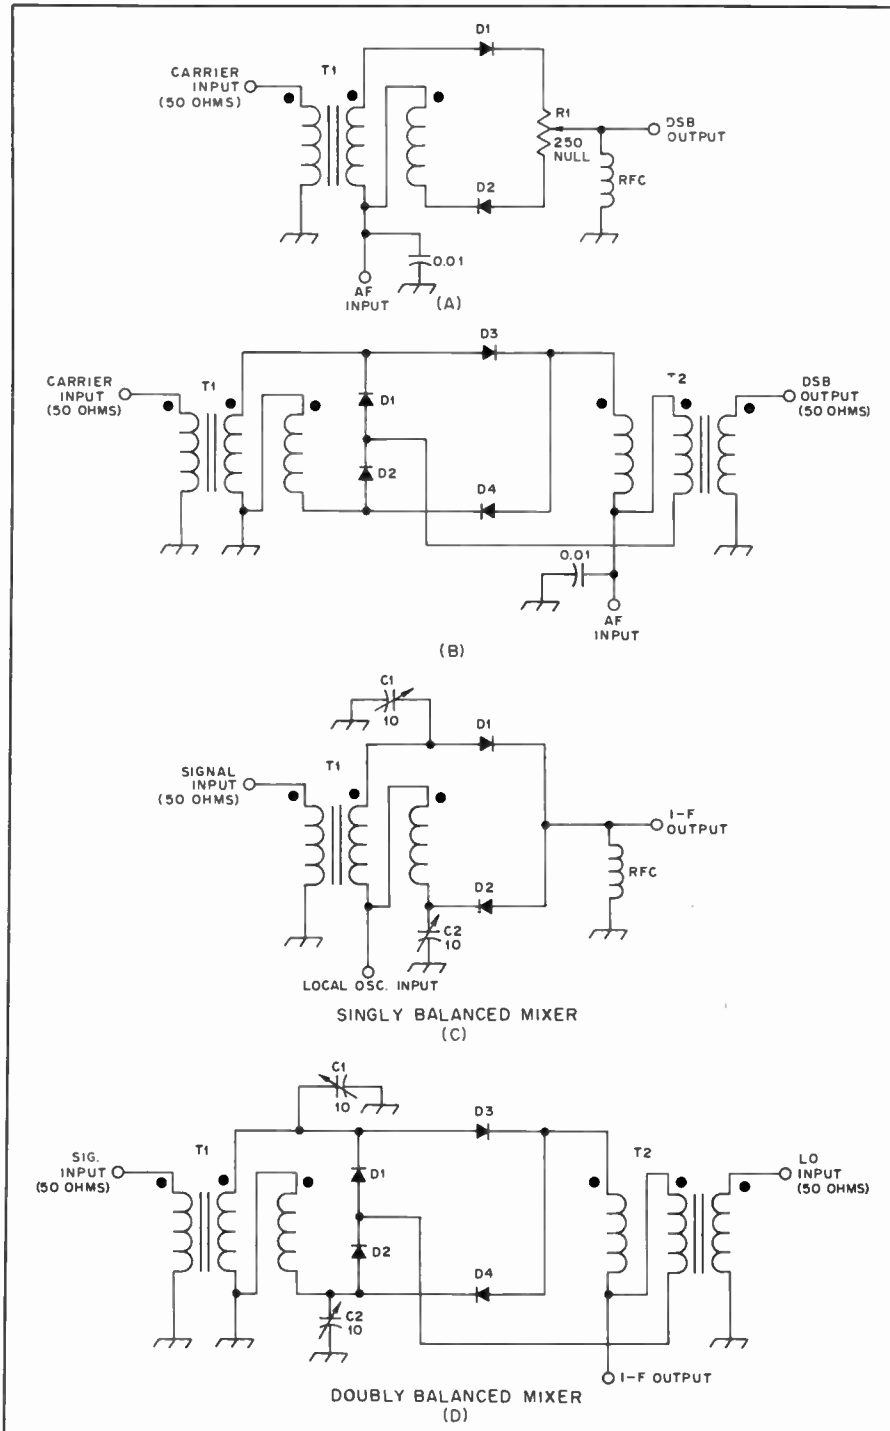 D1
CARRIER
INPUT
(50 OHMS)
T1
R1
250
NULL
DSB
OUTPUT
RFC
D2
0.01
AF
INPUT
(A)
D3
CARRIER
INPUT
(50 OHMS)
T1
D1
D2
D4
T2
DSB
OUTPUT
(50 OHMS)
0.01
AF
INPUT
(B)
C1
10
D1
SIGNAL
INPUT
(50 OHMS)
T1
I-F
OUTPUT
RFC
D2
C2
10
LOCAL OSC. INPUT
SINGLY BALANCED MIXER
(C)
C1
10
D3
SIG.
INPUT
(50 OHMS)
T1
D1
D2
D4
T2
LO
INPUT
(50 OHMS)
C2
10
I-F OUTPUT
DOUBLY BALANCED MIXER
(D)